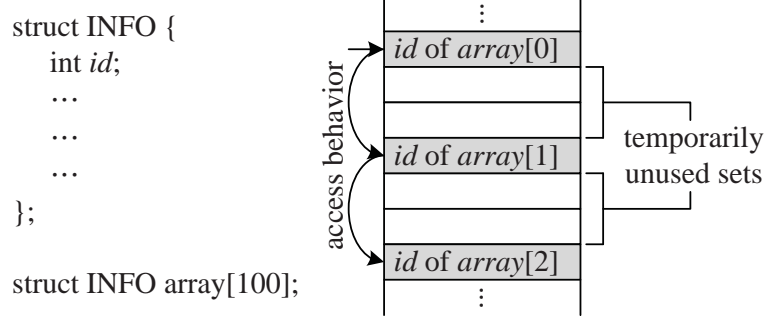 struct INFO {
int id;
...
...
...
};
struct INFO array[100];
access behavior
⋮
id of array[0]
id of array[1]
id of array[2]
⋮
temporarily
unused sets